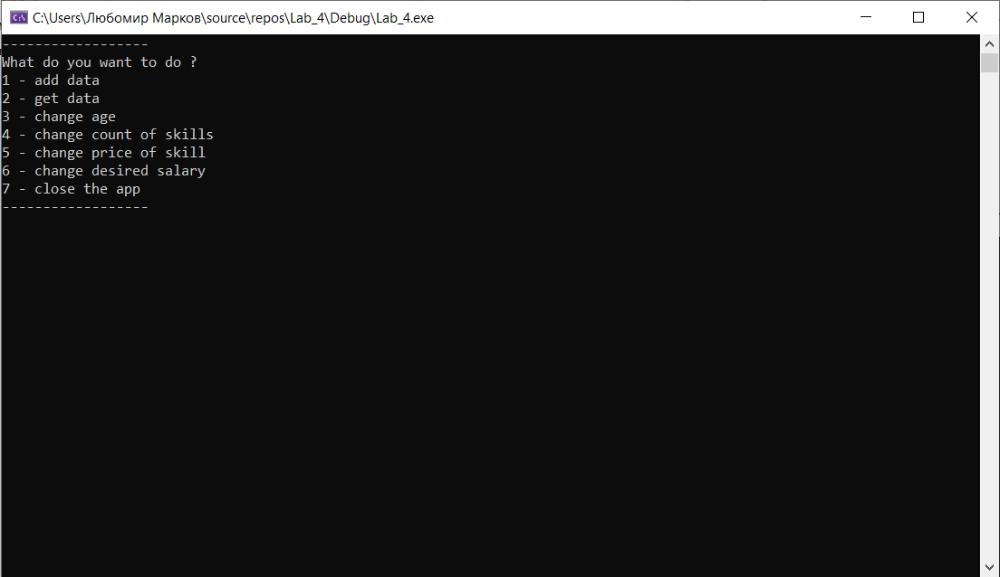 C:\Users\Любомир Марков\source\repos\Lab_4\Debug\Lab_4.exe
------------------
What do you want to do ?
1 - add data
2 - get data
3 - change age
4 - change count of skills
5 - change price of skill
6 - change desired salary
7 - close the app
------------------